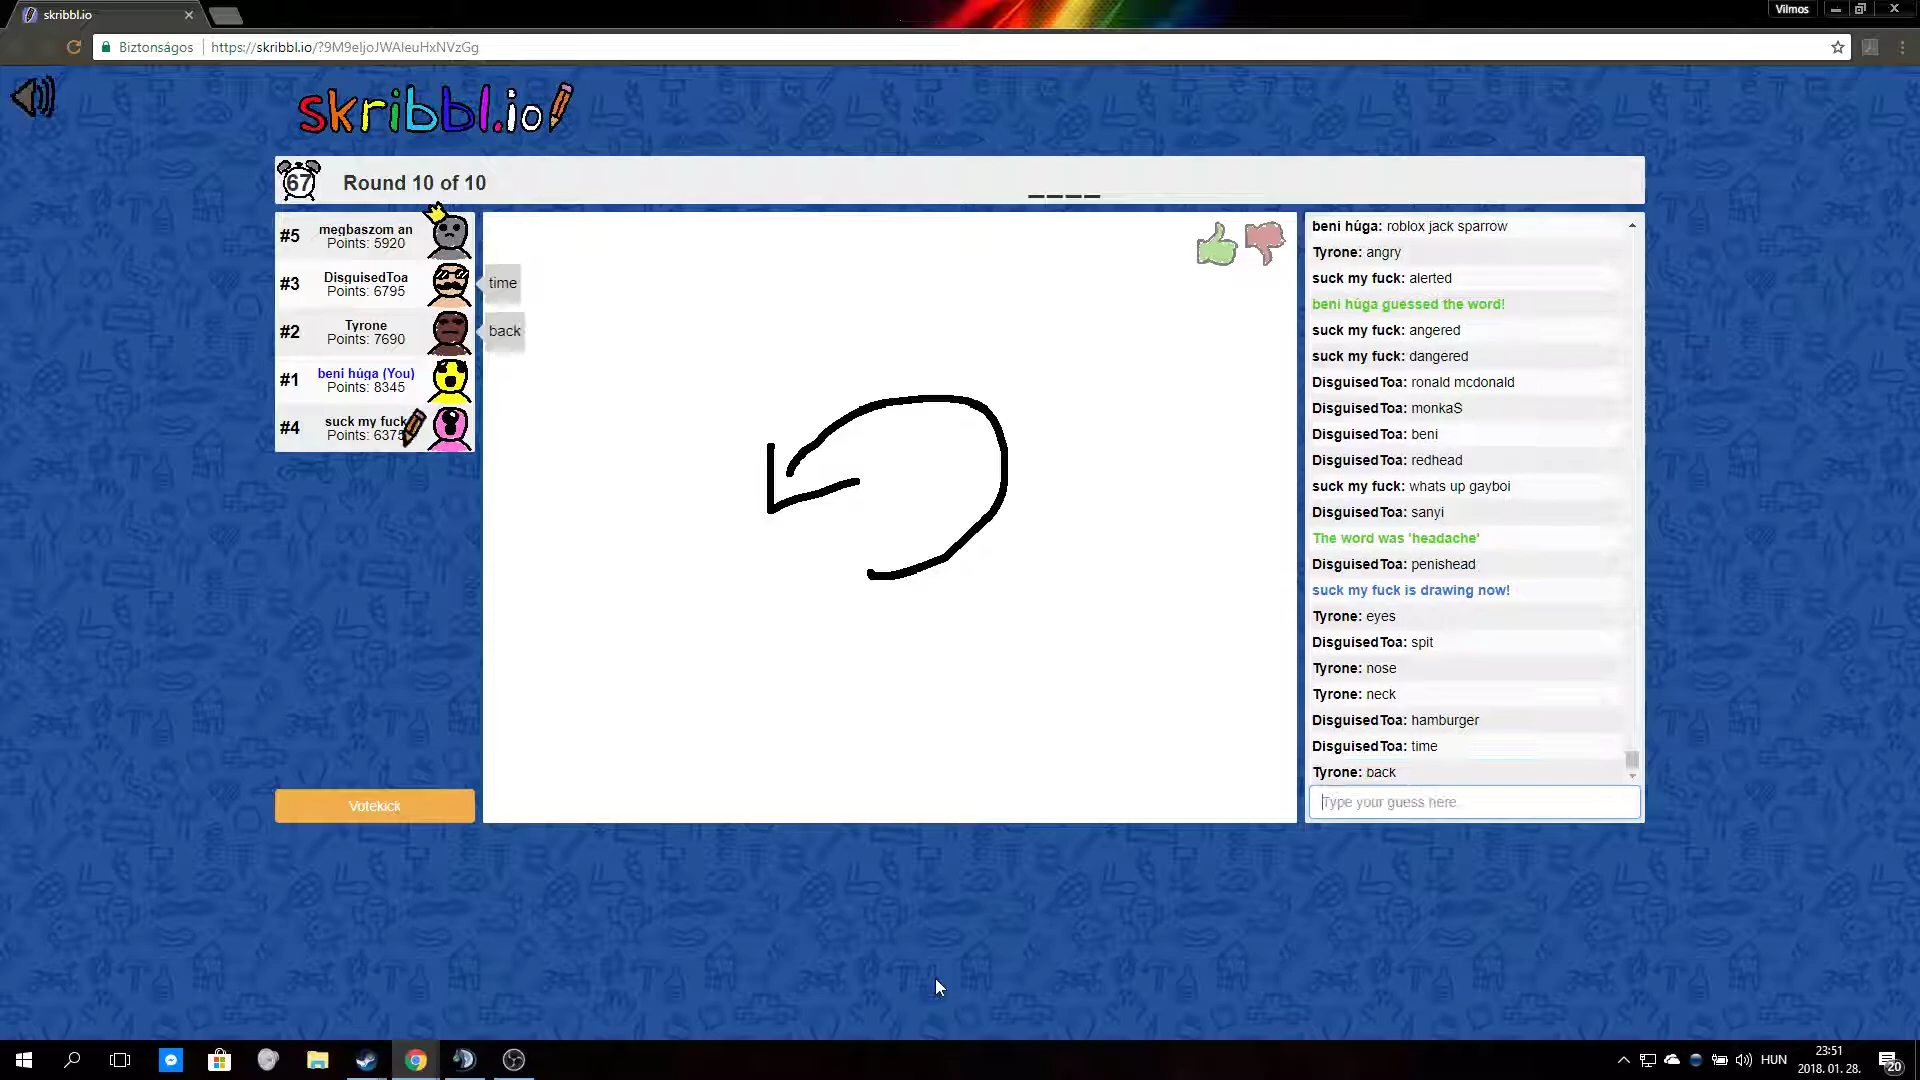 skribbl.io
Vilmos
Biztonságos
https://skribbl.io/?9M9eIjoJWAIeuHxNVzGg
skribbl.io
67
Round 10 of 10
____
#5
megbaszom an
Points: 5920
#3
DisguisedToa
Points: 6795
time
#2
Tyrone
Points: 7690
back
#1
beni húga (You)
Points: 8345
#4
suck my fuck
Points: 6375
Votekick
beni húga: roblox jack sparrow
Tyrone: angry
suck my fuck: alerted
beni húga guessed the word!
suck my fuck: angered
suck my fuck: dangered
DisguisedToa: ronald mcdonald
DisguisedToa: monkaS
DisguisedToa: beni
DisguisedToa: redhead
suck my fuck: whats up gayboi
DisguisedToa: sanyi
The word was 'headache'
DisguisedToa: penishead
suck my fuck is drawing now!
Tyrone: eyes
DisguisedToa: spit
Tyrone: nose
Tyrone: neck
DisguisedToa: hamburger
DisguisedToa: time
Tyrone: back
Type your guess here
HUN
23:51
2018. 01. 28.
20